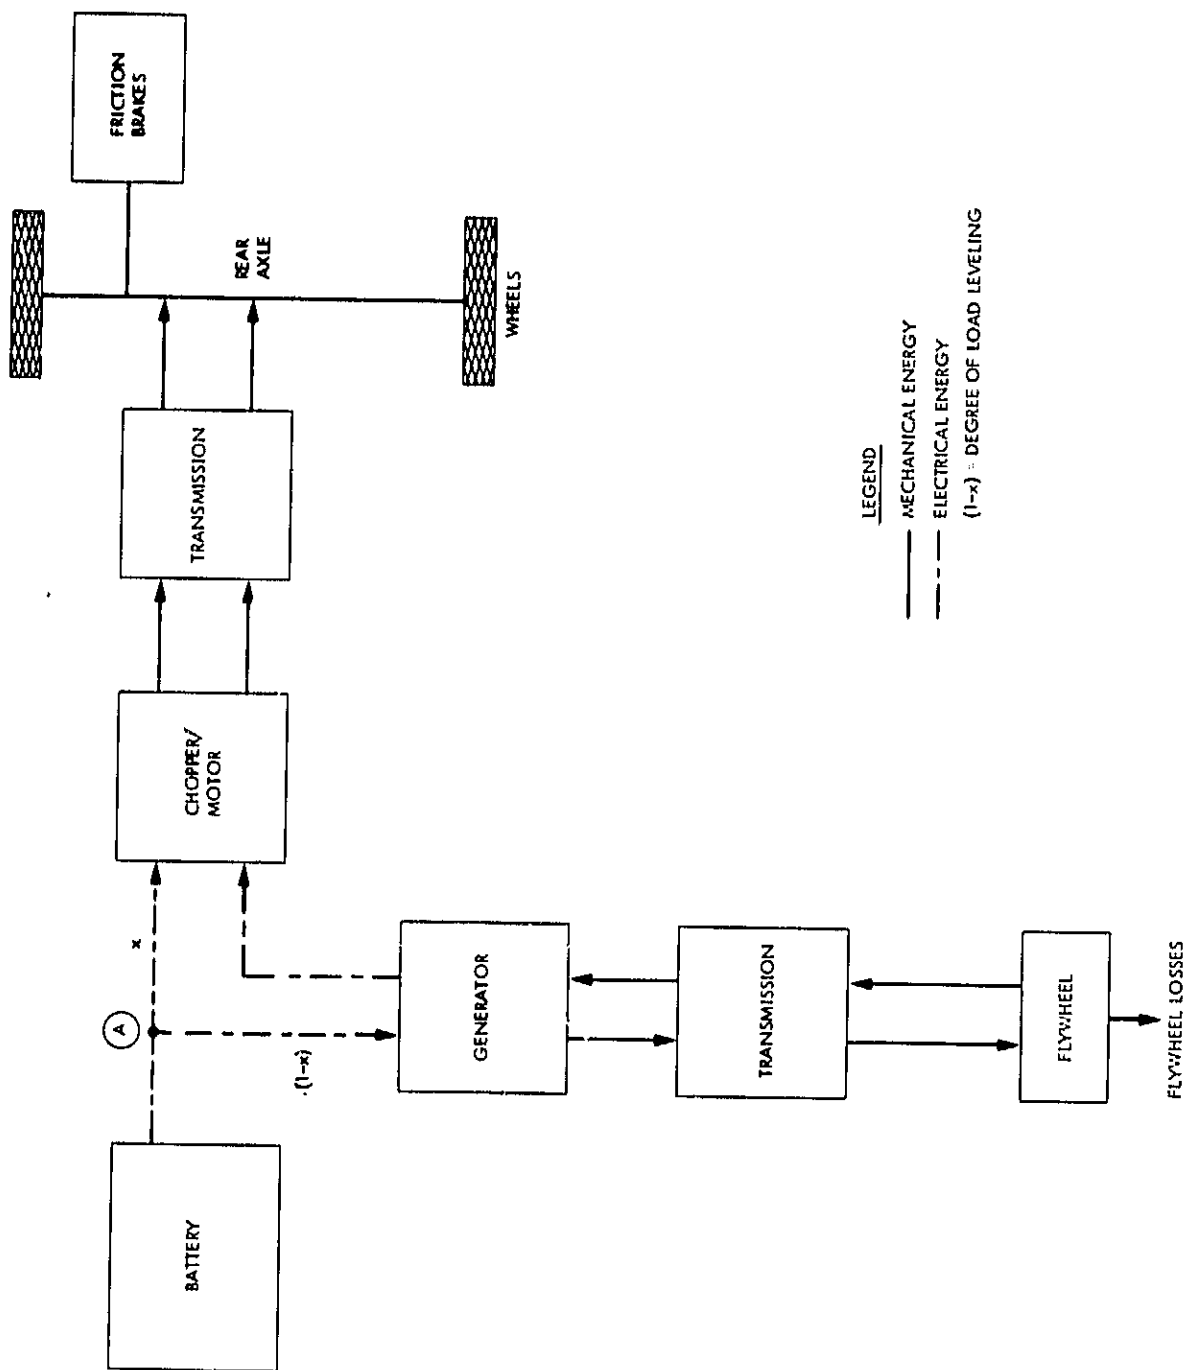 BATTERY
A
x
(1-x)
CHOPPER/
MOTOR
TRANSMISSION
REAR
AXLE
WHEELS
FRICTION
BRAKES
GENERATOR
TRANSMISSION
FLYWHEEL
FLYWHEEL LOSSES
LEGEND
MECHANICAL ENERGY
ELECTRICAL ENERGY
(1-x) = DEGREE OF LOAD LEVELING